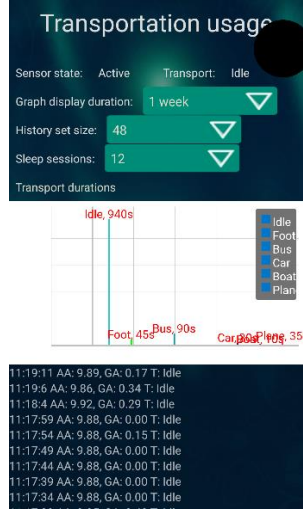 Transportation usage
Sensor state: Active Transport: Idle
Graph display duration: 1 week
History set size: 48
Sleep sessions: 12
Transport durations
Idle, 940s
Idle
Foot
Bus
Car
Boat
Plan
Foot, 45s
Bus, 90s
11:19:11 AA: 9.89, GA: 0.17 T: Idle
11:19:6 AA: 9.86, GA: 0.34 T: Idle
11:18:4 AA: 9.92, GA: 0.29 T: Idle
11:17:59 AA: 9.88, GA: 0.00 T: Idle
11:17:54 AA: 9.88, GA: 0.15 T: Idle
11:17:49 AA: 9.88, GA: 0.00 T: Idle
11:17:44 AA: 9.88, GA: 0.00 T: Idle
11:17:39 AA: 9.88, GA: 0.00 T: Idle
11:17:34 AA: 9.88, GA: 0.00 T: Idle